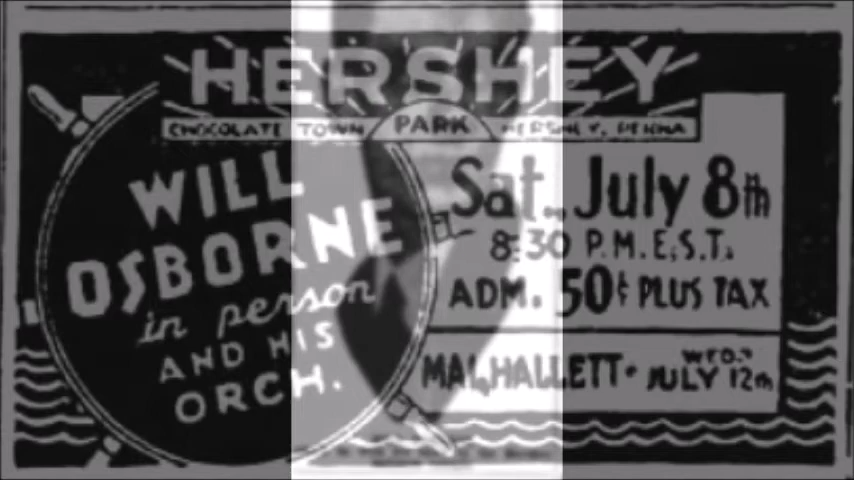 HERSHEY
CHOCOLATE TOWN PARK HERSHEY, PENNA
WILL
OSBORNE
in person
AND HIS
ORCH.
Sat., July 8th
8:30 P.M. E.S.T.
ADM. 50¢ PLUS TAX
MAL HALLETT • WED., JULY 12th